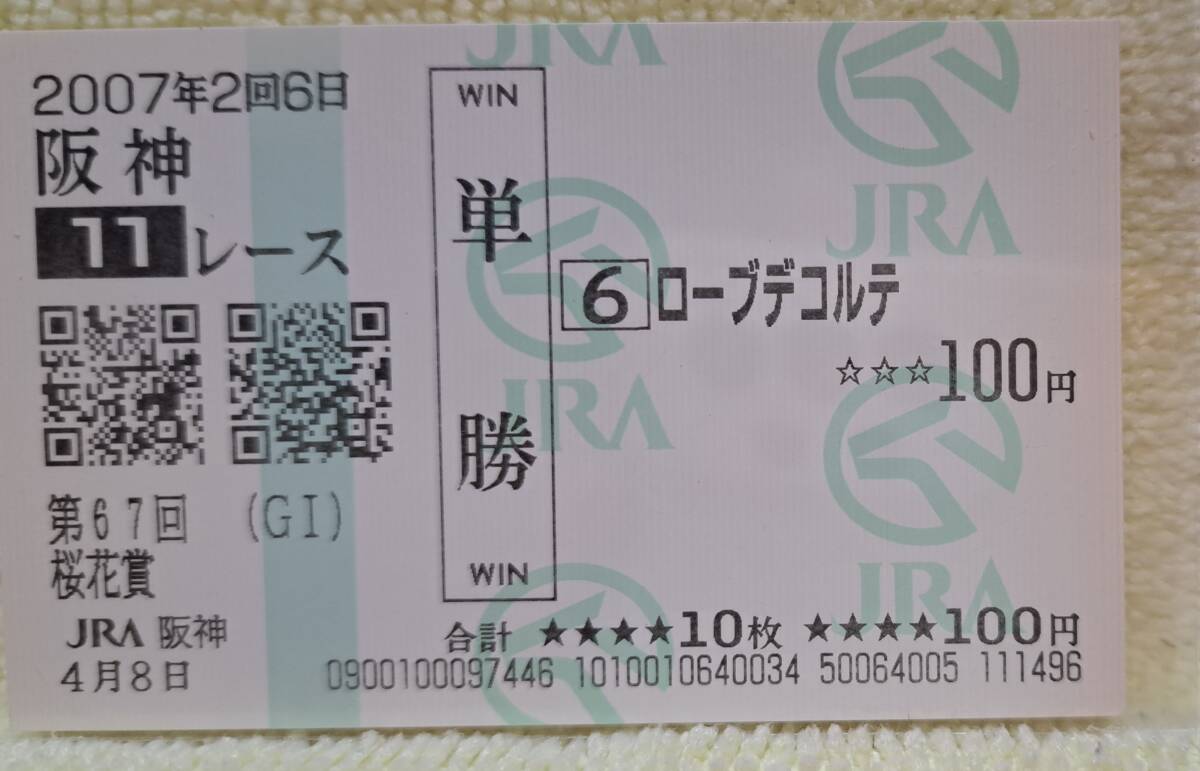 2007年2回6日
阪神
11レース
第67回 (GI)
桜花賞
JRA 阪神
4月8日
WIN
単勝
WIN
6 ローブデコルテ
☆☆☆100円
合計 ★★★★10枚 ★★★★100円
0900100097446 1010010640034 50064005 111496
JRA
JRA
JRA
JRA